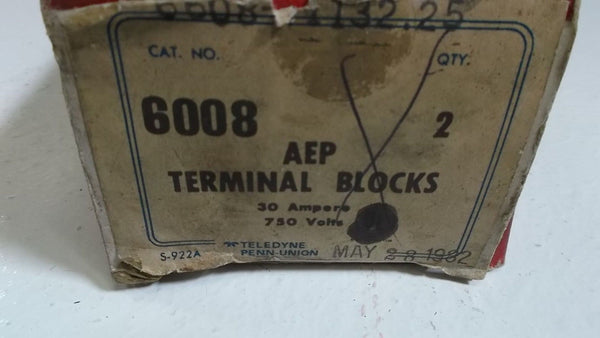 CAT. NO.
QTY.
6008
2
AEP
TERMINAL BLOCKS
30 Ampere
750 Volts
S-922A
TELEDYNE
PENN-UNION
MAY 28 1982